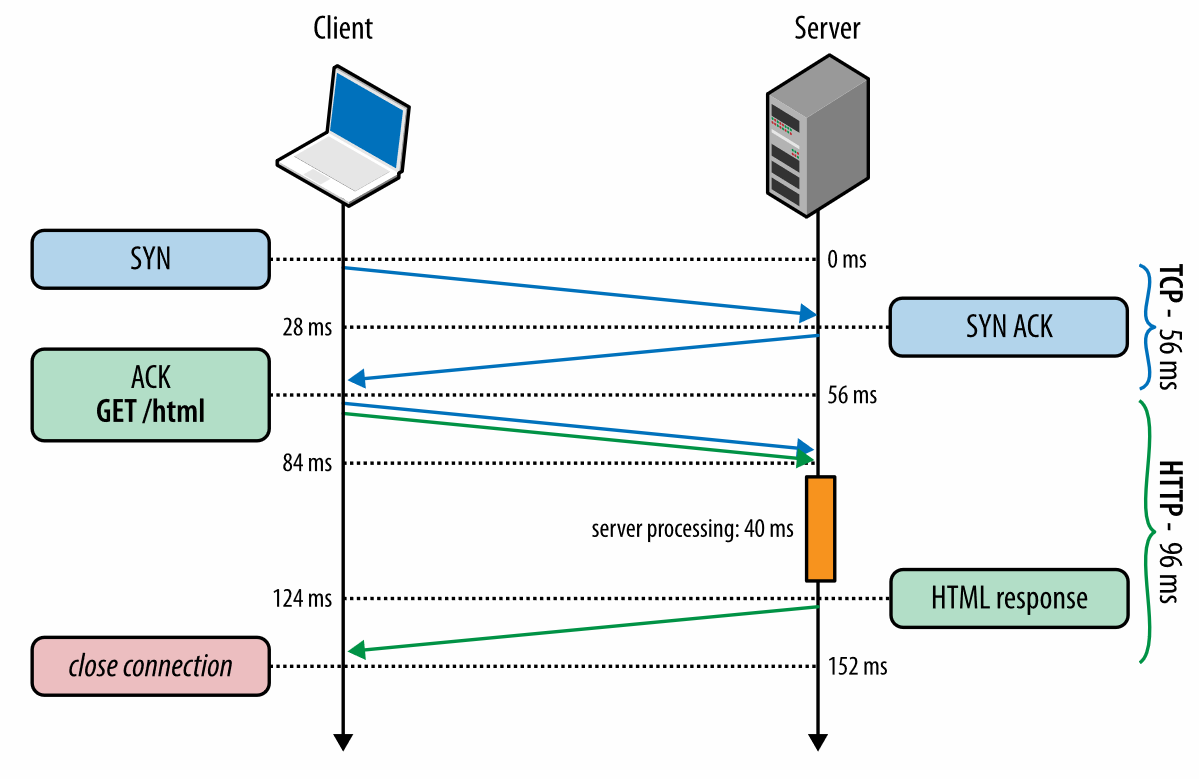 Client
Server
SYN
0 ms
28 ms
SYN ACK
TCP - 56 ms
ACK
GET /html
56 ms
84 ms
server processing: 40 ms
HTTP - 96 ms
124 ms
HTML response
close connection
152 ms